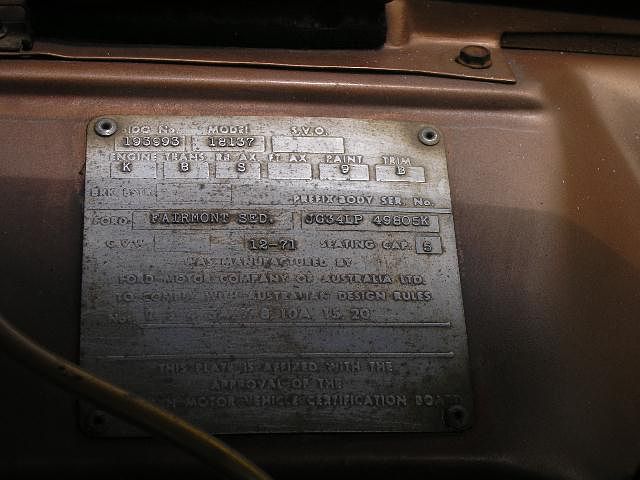 MODEL S.V.O.
193993 18137
ENGINE TRANS. RR AX. FT AX. PAINT TRIM
K 8 S 9 B
PREFIX/BODY SER. No.
FORD FAIRMONT SED. JG34LP 49805K
G.V.W. 12-71 SEATING CAP. 5
WAS MANUFACTURED BY
FORD MOTOR COMPANY OF AUSTRALIA LTD.
TO COMPLY WITH AUSTRALIAN DESIGN RULES
No. 8, 10A, 15, 20
THIS PLATE IS AFFIXED WITH THE
APPROVAL OF THE
MOTOR VEHICLE CERTIFICATION BOARD